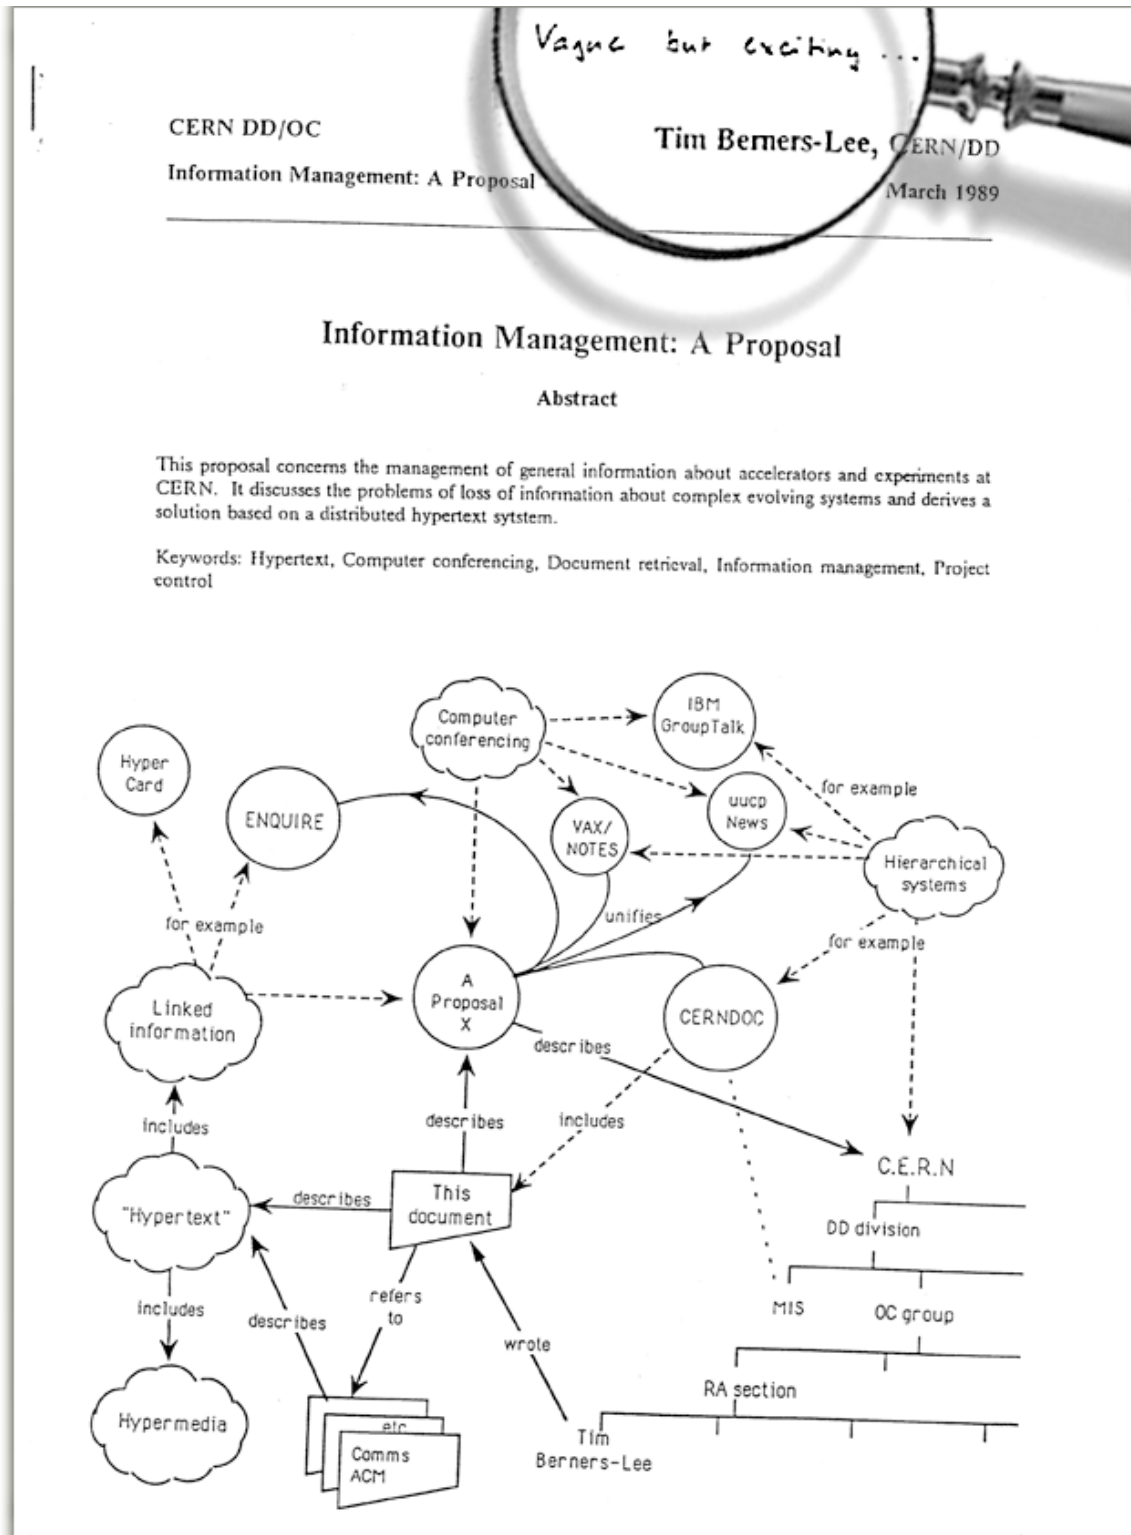 Vague but exciting ...
CERN DD/OC
Tim Berners-Lee, CERN/DD
Information Management: A Proposal
March 1989
Information Management: A Proposal
Abstract
This proposal concerns the management of general information about accelerators and experiments at
CERN. It discusses the problems of loss of information about complex evolving systems and derives a
solution based on a distributed hypertext sytstem.
Keywords: Hypertext, Computer conferencing, Document retrieval, Information management, Project
control
Computer
conferencing
IBM
GroupTalk
Hyper
Card
ENQUIRE
VAX/
NOTES
uucp
News
for example
Hierarchical
systems
for example
unifies
for example
Linked
information
A
Proposal
X
CERNDOC
describes
includes
describes
includes
C.E.R.N
This
document
"Hypertext"
describes
DD division
includes
refers
to
describes
wrote
MIS
OC group
RA section
Hypermedia
etc
Comms
ACM
Tim
Berners-Lee